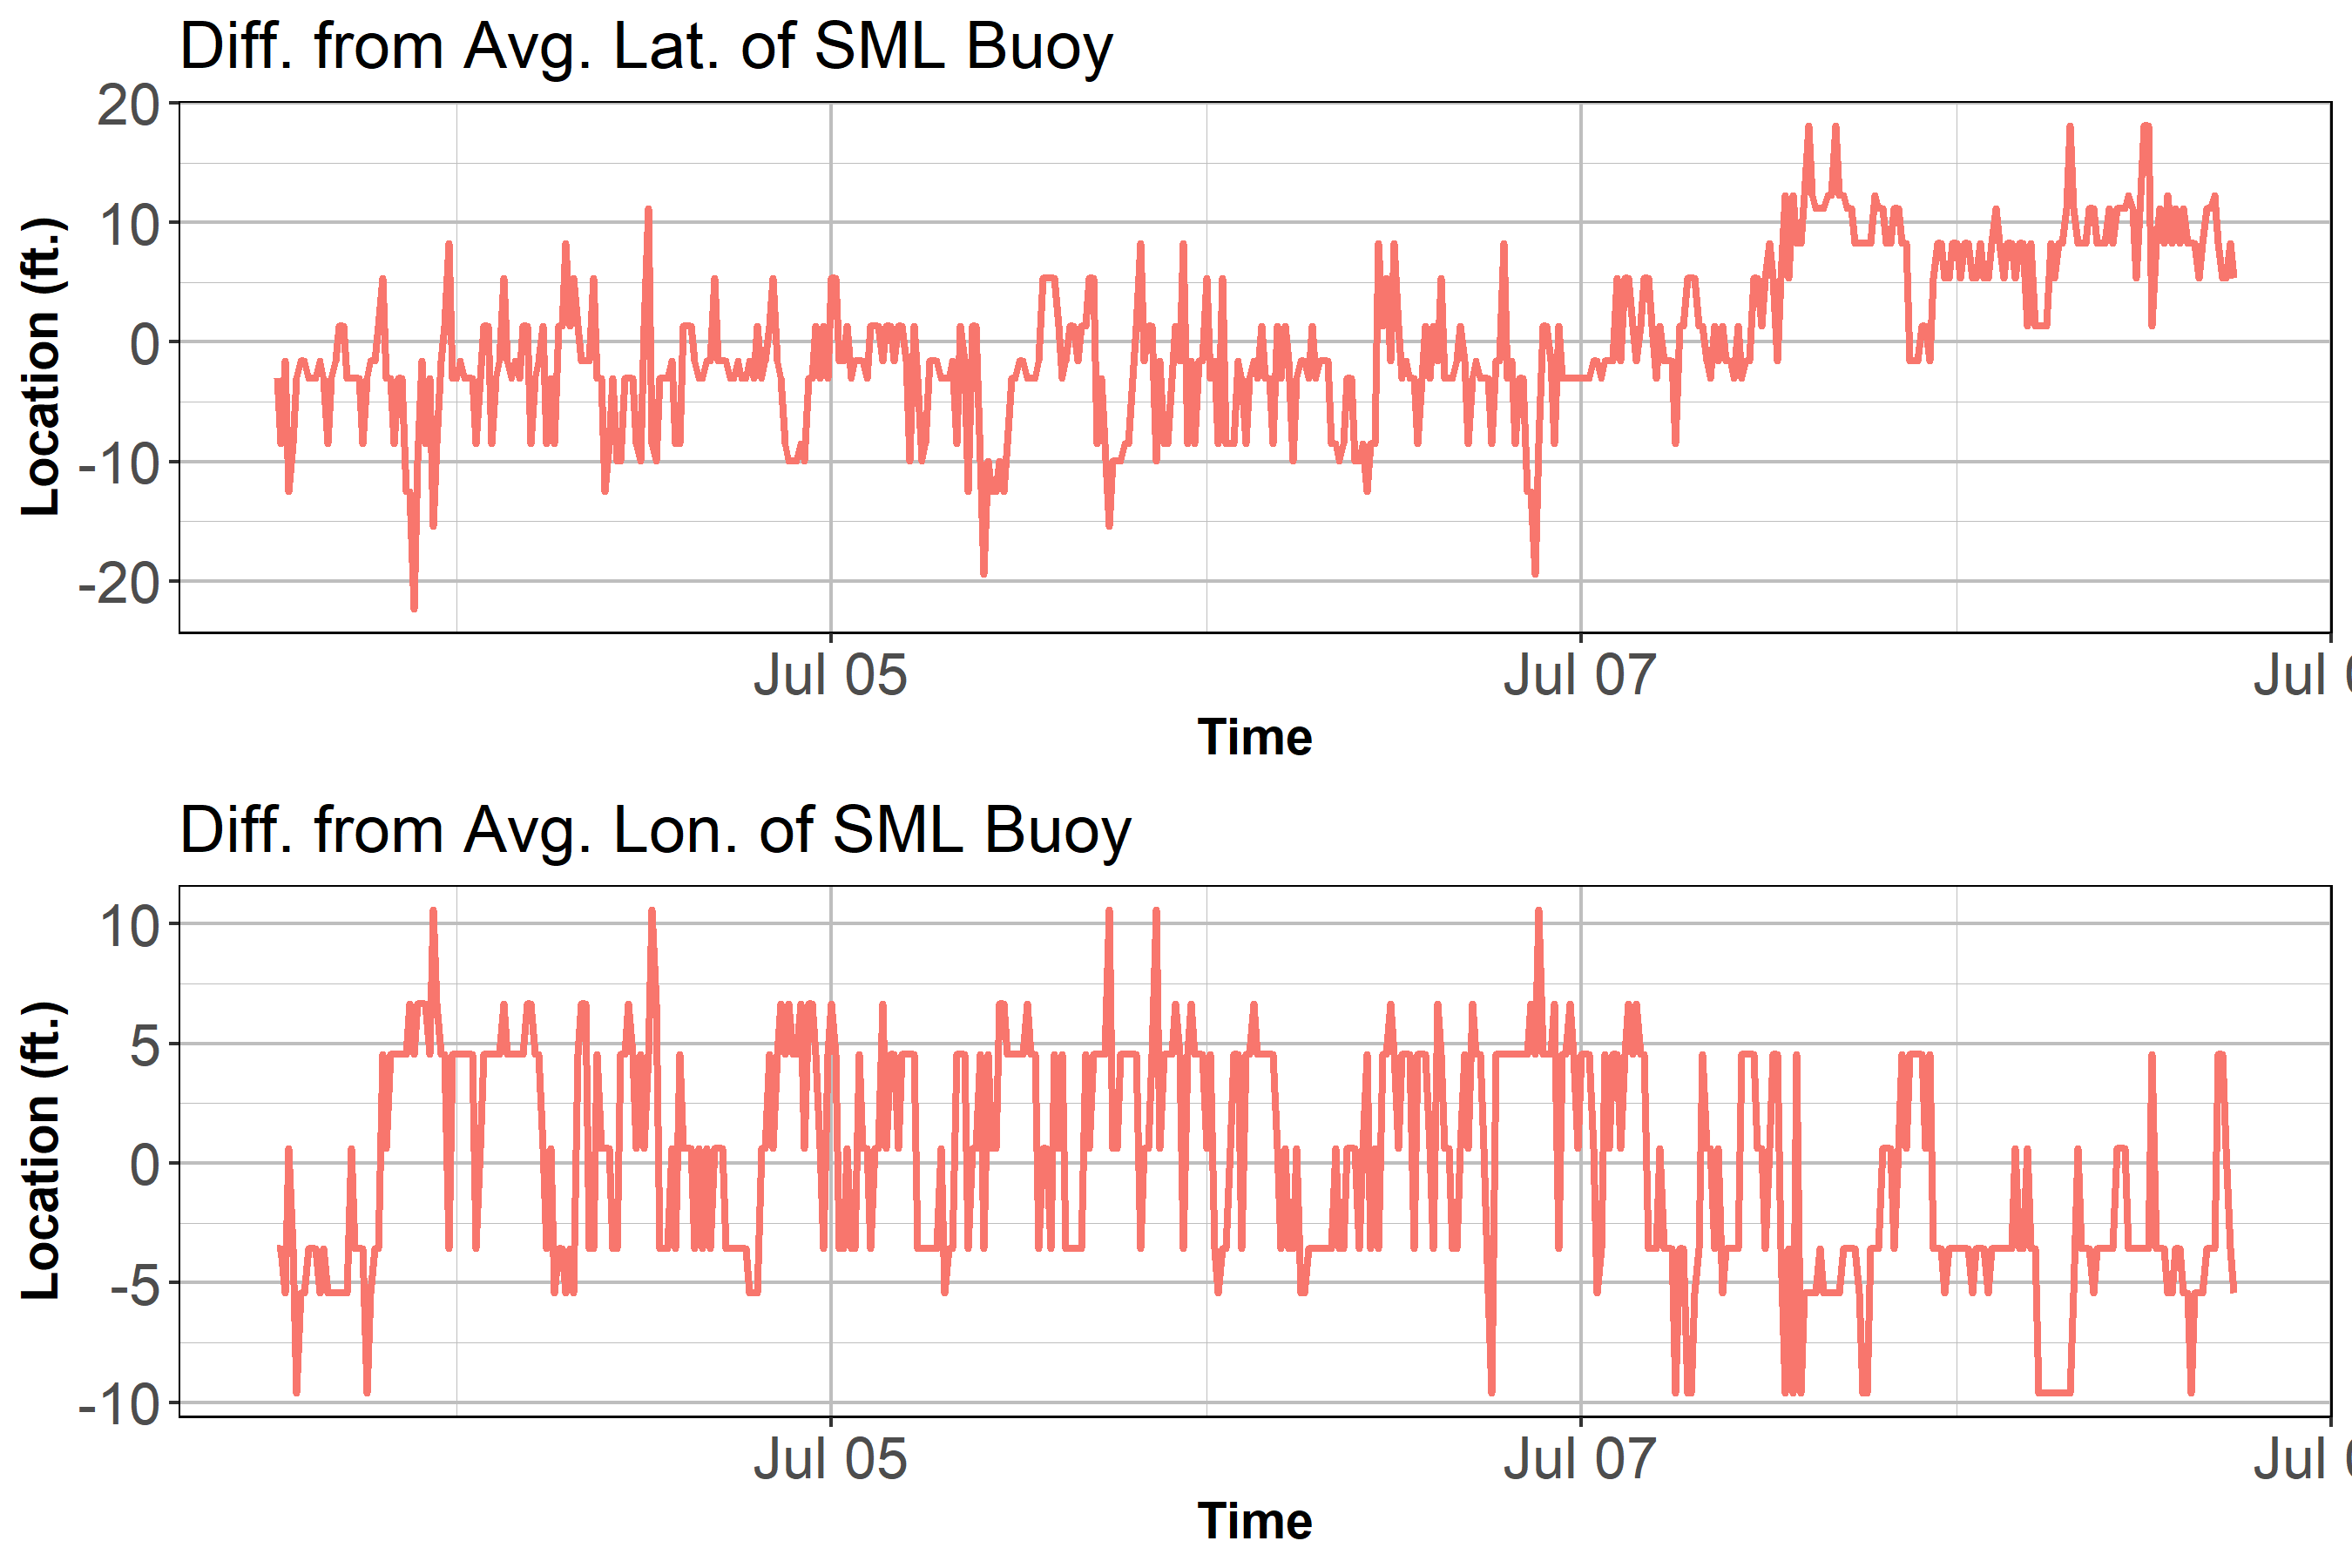 Diff. from Avg. Lat. of SML Buoy
20
10
0
-10
-20
Location (ft.)
Jul 05 Jul 07 Jul
Time
Diff. from Avg. Lon. of SML Buoy
10
5
0
-5
-10
Location (ft.)
Jul 05 Jul 07 Jul
Time